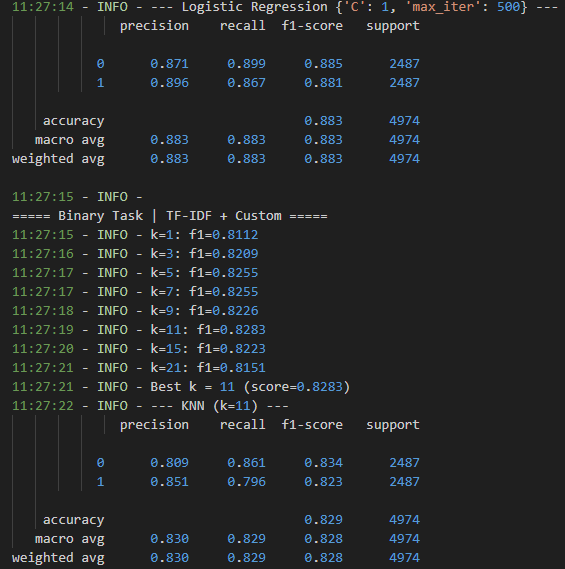 11:27:14 - INFO - --- Logistic Regression {'C': 1, 'max_iter': 500} ---
precision recall f1-score support
0 0.871 0.899 0.885 2487
1 0.896 0.867 0.881 2487
accuracy 0.883 4974
macro avg 0.883 0.883 0.883 4974
weighted avg 0.883 0.883 0.883 4974
11:27:15 - INFO -
===== Binary Task | TF-IDF + Custom =====
11:27:15 - INFO - k=1: f1=0.8112
11:27:16 - INFO - k=3: f1=0.8209
11:27:17 - INFO - k=5: f1=0.8255
11:27:17 - INFO - k=7: f1=0.8255
11:27:18 - INFO - k=9: f1=0.8226
11:27:19 - INFO - k=11: f1=0.8283
11:27:20 - INFO - k=15: f1=0.8223
11:27:21 - INFO - k=21: f1=0.8151
11:27:21 - INFO - Best k = 11 (score=0.8283)
11:27:22 - INFO - --- KNN (k=11) ---
precision recall f1-score support
0 0.809 0.861 0.834 2487
1 0.851 0.796 0.823 2487
accuracy 0.829 4974
macro avg 0.830 0.829 0.828 4974
weighted avg 0.830 0.829 0.828 4974